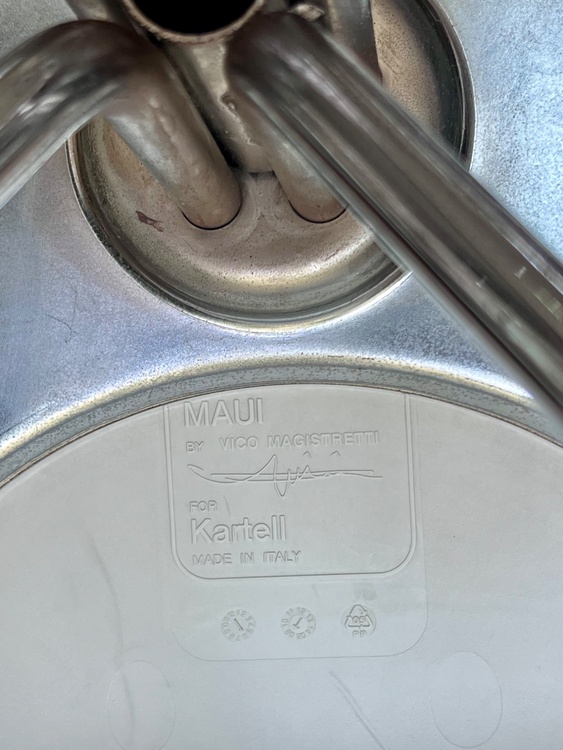 MAUI
BY VICO MAGISTRETTI
FOR
Kartell
MADE IN ITALY
PP